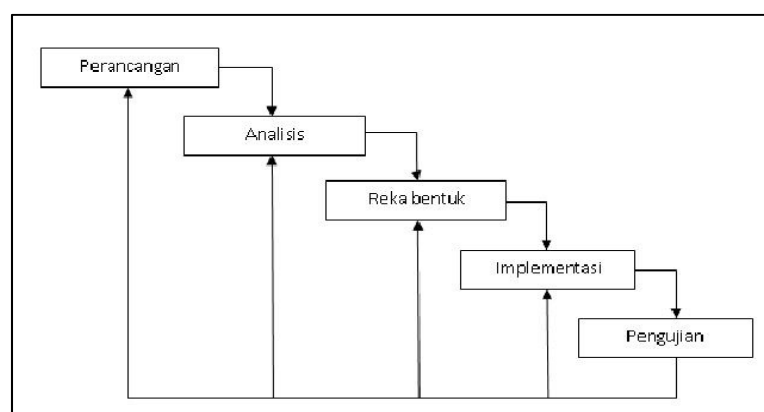 Perancangan
Analisis
Reka bentuk
Implementasi
Pengujian